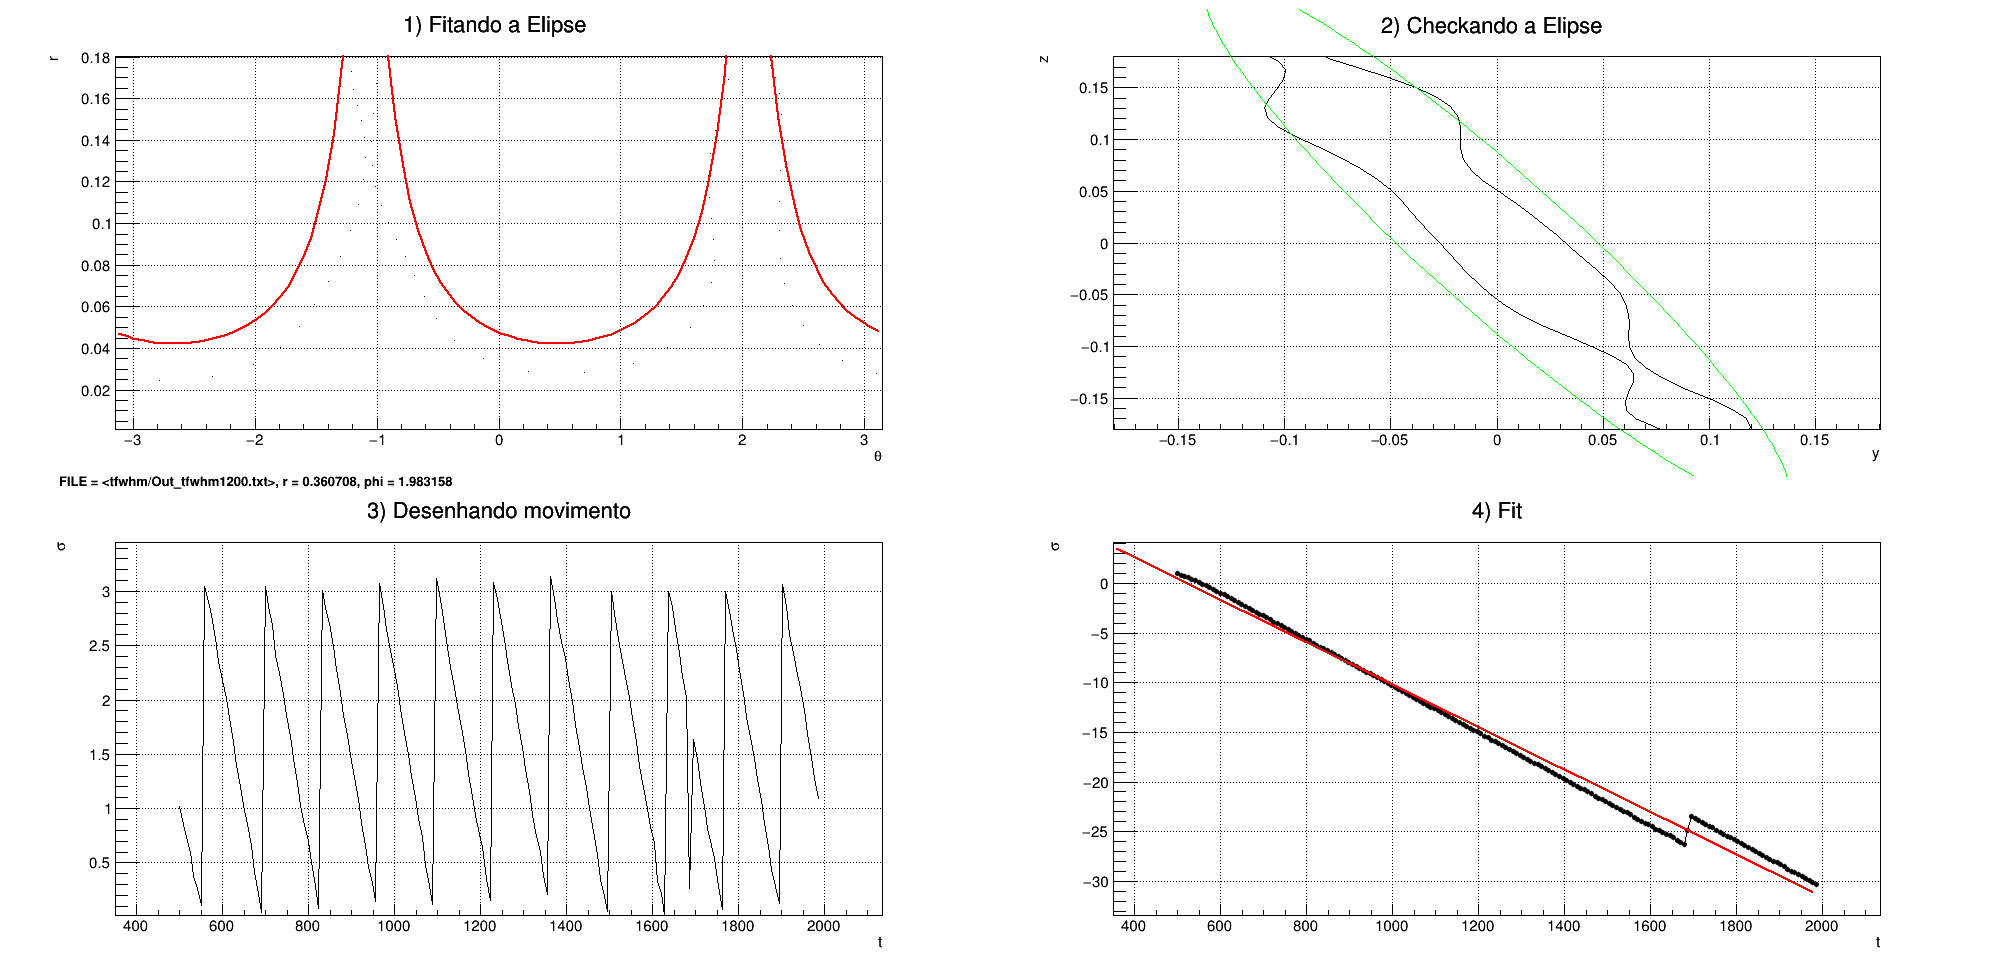 1) Fitando a Elipse
r
0.18
0.16
0.14
0.12
0.1
0.08
0.06
0.04
0.02
−3 −2 −1 0 1 2 3
θ
2) Checkando a Elipse
z
0.15
0.1
0.05
0
−0.05
−0.1
−0.15
−0.15 −0.1 −0.05 0 0.05 0.1 0.15
y
FILE = <tfwhm/Out_tfwhm1200.txt>, r = 0.360708, phi = 1.983158
3) Desenhando movimento
σ
3
2.5
2
1.5
1
0.5
400 600 800 1000 1200 1400 1600 1800 2000
t
4) Fit
σ
0
−5
−10
−15
−20
−25
−30
400 600 800 1000 1200 1400 1600 1800 2000
t